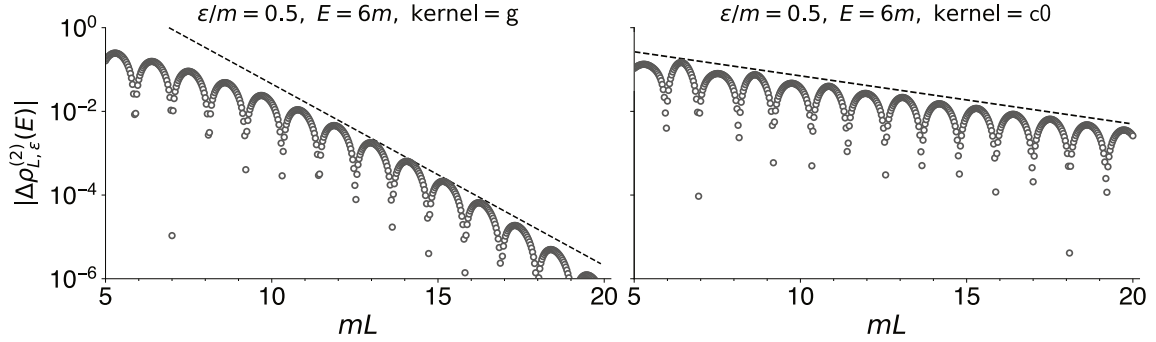 ε/m = 0.5, E = 6m, kernel = g
ε/m = 0.5, E = 6m, kernel = c0
|Δρ_{L,ε}^{(2)}(E)|
10^0
10^{-2}
10^{-4}
10^{-6}
5 10 15 20
5 10 15 20
mL
mL